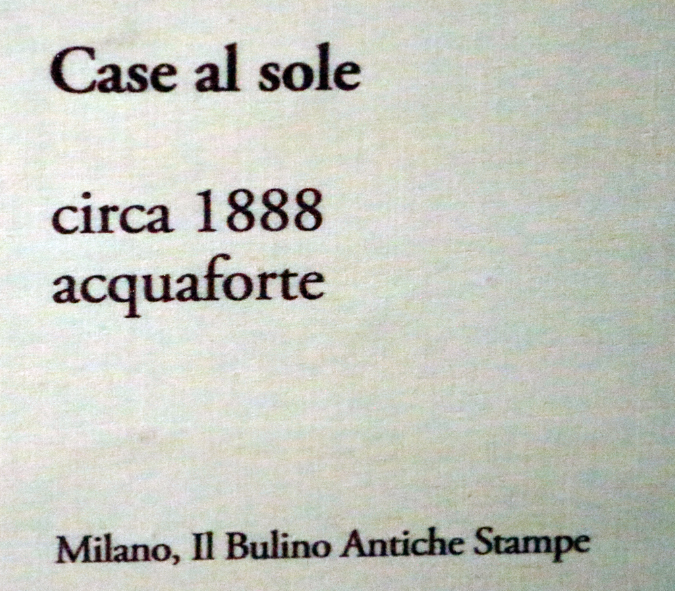 Case al sole
circa 1888
acquaforte
Milano, Il Bulino Antiche Stampe